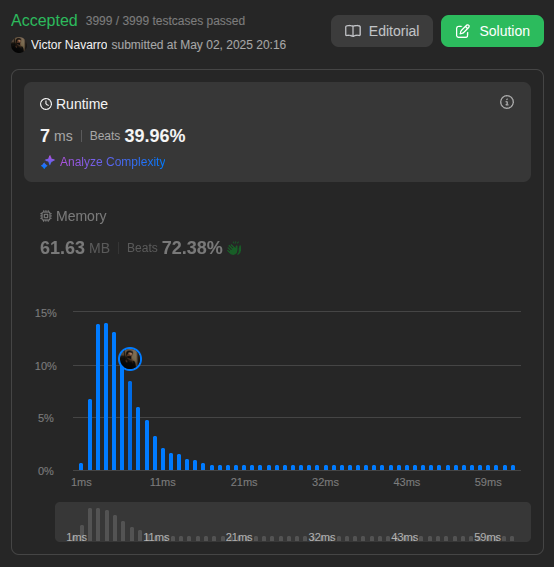 Accepted 3999 / 3999 testcases passed
Victor Navarro submitted at May 02, 2025 20:16
Editorial
Solution
Runtime
7 ms | Beats 39.96%
Analyze Complexity
Memory
61.63 MB | Beats 72.38%
15%
10%
5%
0%
1ms 11ms 21ms 32ms 43ms 59ms
1ms 11ms 21ms 32ms 43ms 59ms